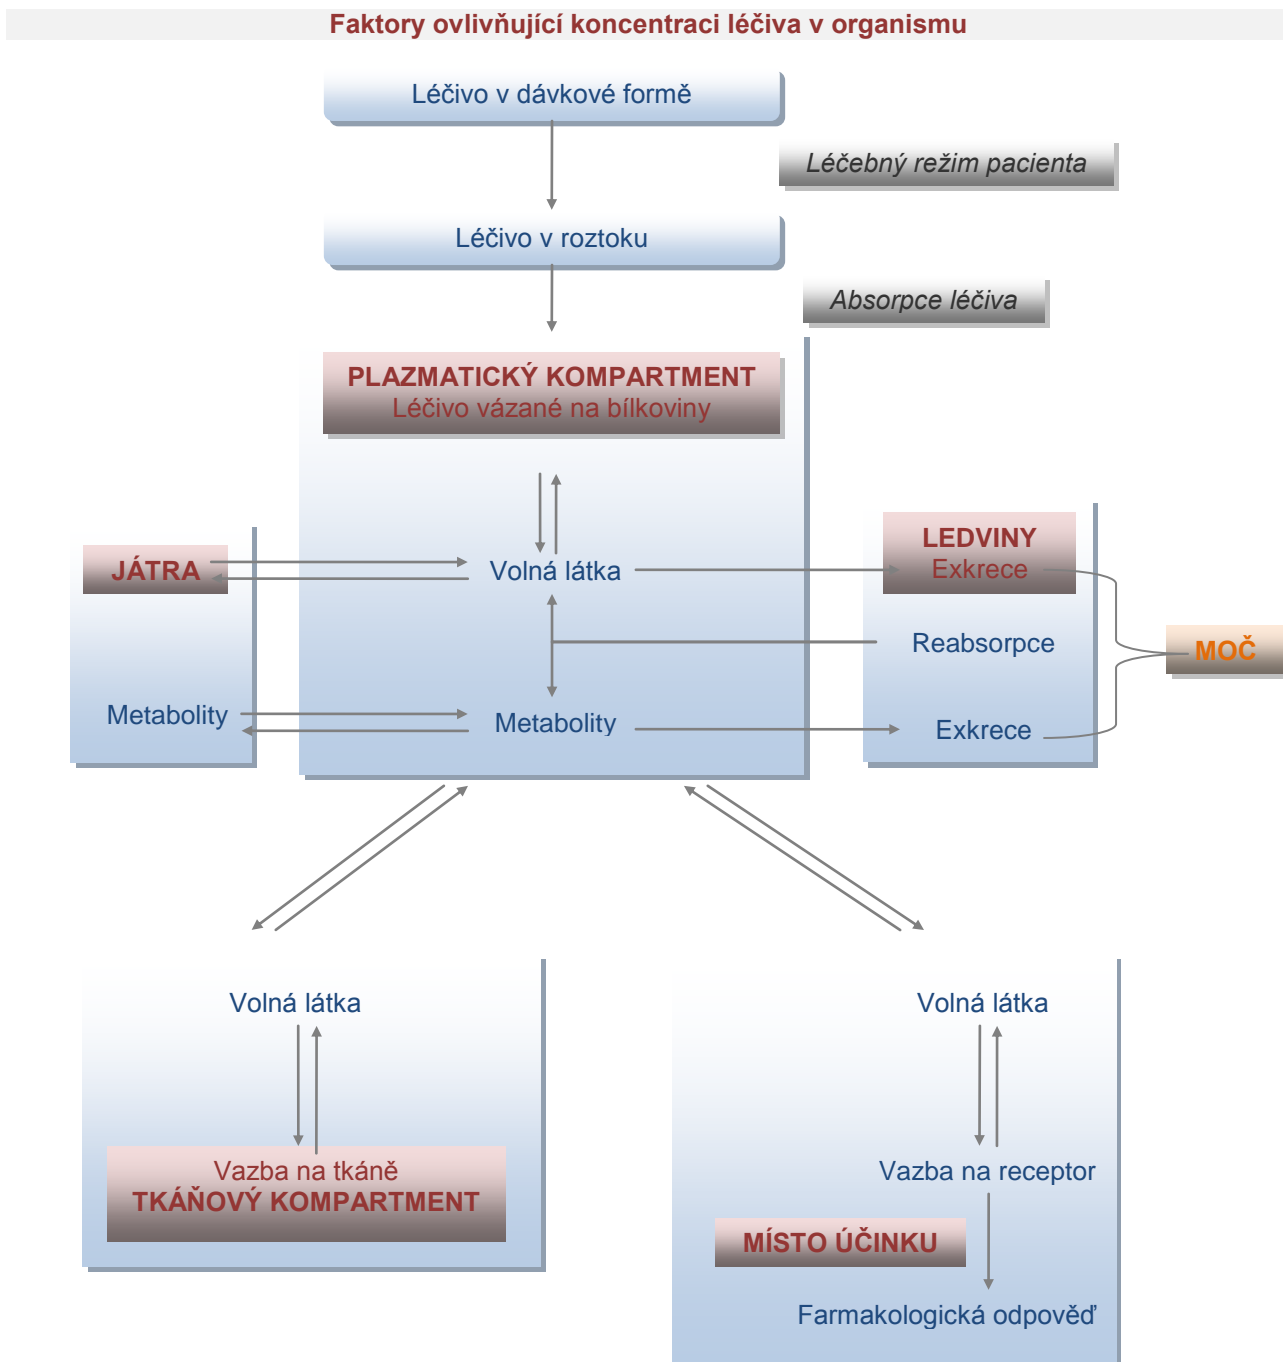 Faktory ovlivňující koncentraci léčiva v organismu
Léčivo v dávkové formě
Léčebný režim pacienta
Léčivo v roztoku
Absorpce léčiva
PLAZMATICKÝ KOMPARTMENT
Léčivo vázané na bílkoviny
JÁTRA
Volná látka
LEDVINY
Exkrece
Reabsorpce
MOČ
Metabolity
Metabolity
Exkrece
Volná látka
Vazba na tkáně
TKÁŇOVÝ KOMPARTMENT
Volná látka
Vazba na receptor
MÍSTO ÚČINKU
Farmakologická odpověď